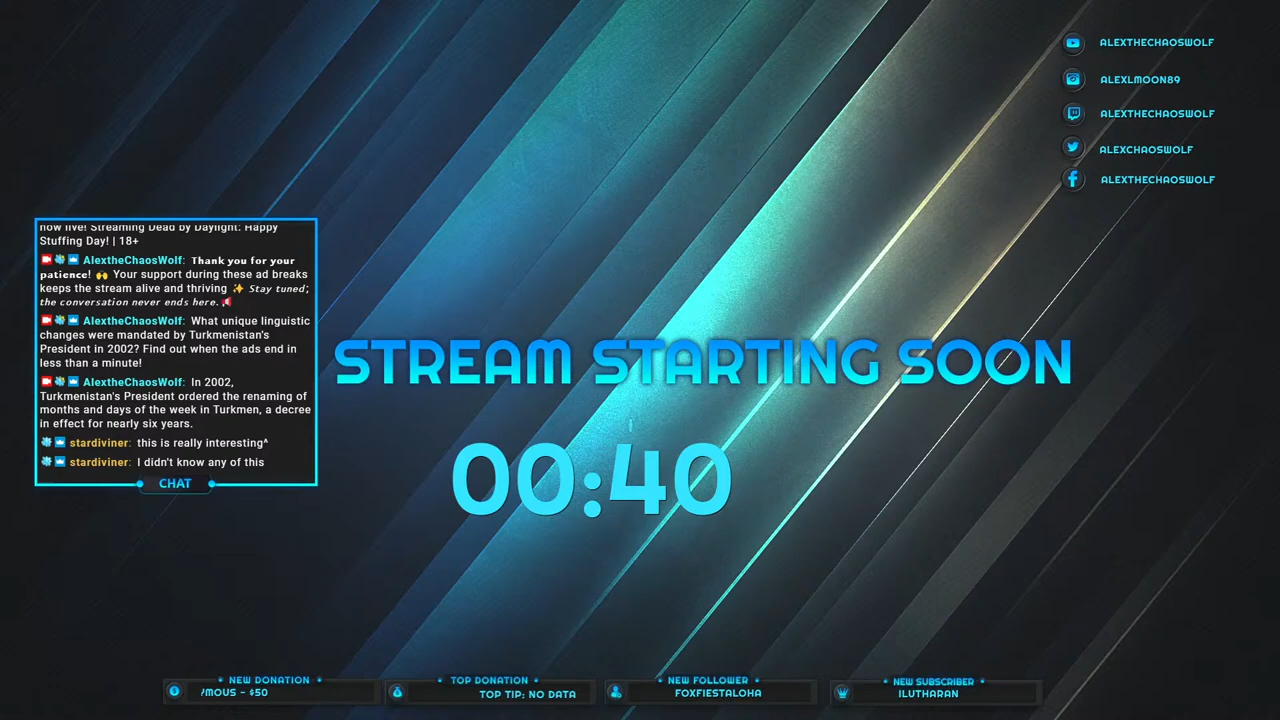 ALEXTHECHAOSWOLF
ALEXLMOON89
ALEXTHECHAOSWOLF
ALEXCHAOSWOLF
ALEXTHECHAOSWOLF
now live! Streaming Dead by Daylight: Happy
Stuffing Day! | 18+
AlextheChaosWolf: Thank you for your
patience! 🙌 Your support during these ad breaks
keeps the stream alive and thriving ✨ Stay tuned;
the conversation never ends here. 📢
AlextheChaosWolf: What unique linguistic
changes were mandated by Turkmenistan's
President in 2002? Find out when the ads end in
less than a minute!
AlextheChaosWolf: In 2002,
Turkmenistan's President ordered the renaming of
months and days of the week in Turkmen, a decree
in effect for nearly six years.
stardiviner: this is really interesting^
stardiviner: I didn't know any of this
CHAT
STREAM STARTING SOON
00:40
NEW DONATION
YMOUS - $50
TOP DONATION
TOP TIP: NO DATA
NEW FOLLOWER
FOXFIESTALOHA
NEW SUBSCRIBER
ILUTHARAN